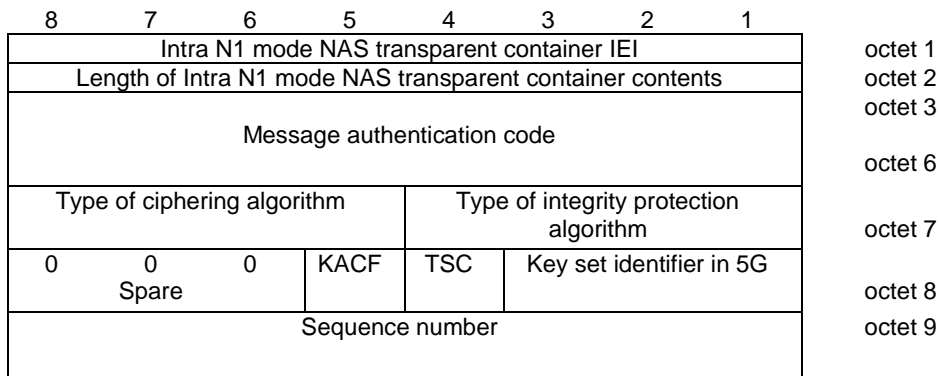 8 7 6 5 4 3 2 1
Intra N1 mode NAS transparent container IEI octet 1
Length of Intra N1 mode NAS transparent container contents octet 2
octet 3
Message authentication code
octet 6
Type of ciphering algorithm Type of integrity protection
algorithm octet 7
0 0 0 KACF TSC Key set identifier in 5G
Spare octet 8
Sequence number octet 9